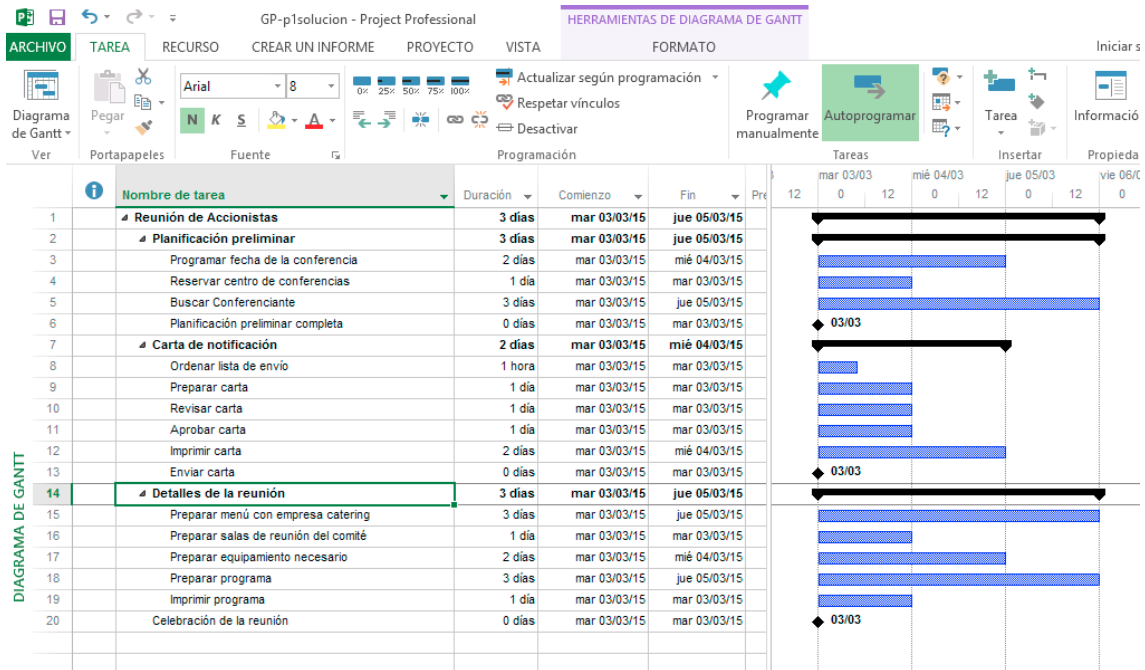 GP-p1solucion - Project Professional
HERRAMIENTAS DE DIAGRAMA DE GANTT
ARCHIVO TAREA RECURSO CREAR UN INFORME PROYECTO VISTA FORMATO Iniciar s
Diagrama de Gantt
Pegar
Arial 8
N K S A
0% 25% 50% 75% 100%
Actualizar según programación
Respetar vínculos
Desactivar
Programar manualmente
Autoprogramar
Tarea
Informació
Ver Portapapeles Fuente Programación Tareas Insertar Propieda
mar 03/03 mié 04/03 jue 05/03 vie 06/0
Nombre de tarea Duración Comienzo Fin Pre 12 0 12 0 12 0 12 0
1 Reunión de Accionistas 3 días mar 03/03/15 jue 05/03/15
2 Planificación preliminar 3 días mar 03/03/15 jue 05/03/15
3 Programar fecha de la conferencia 2 días mar 03/03/15 mié 04/03/15
4 Reservar centro de conferencias 1 día mar 03/03/15 mar 03/03/15
5 Buscar Conferenciante 3 días mar 03/03/15 jue 05/03/15
6 Planificación preliminar completa 0 días mar 03/03/15 mar 03/03/15 03/03
7 Carta de notificación 2 días mar 03/03/15 mié 04/03/15
8 Ordenar lista de envío 1 hora mar 03/03/15 mar 03/03/15
9 Preparar carta 1 día mar 03/03/15 mar 03/03/15
10 Revisar carta 1 día mar 03/03/15 mar 03/03/15
11 Aprobar carta 1 día mar 03/03/15 mar 03/03/15
12 Imprimir carta 2 días mar 03/03/15 mié 04/03/15
13 Enviar carta 0 días mar 03/03/15 mar 03/03/15 03/03
14 Detalles de la reunión 3 días mar 03/03/15 jue 05/03/15
15 Preparar menú con empresa catering 3 días mar 03/03/15 jue 05/03/15
16 Preparar salas de reunión del comité 1 día mar 03/03/15 mar 03/03/15
17 Preparar equipamiento necesario 2 días mar 03/03/15 mié 04/03/15
18 Preparar programa 3 días mar 03/03/15 jue 05/03/15
19 Imprimir programa 1 día mar 03/03/15 mar 03/03/15
20 Celebración de la reunión 0 días mar 03/03/15 mar 03/03/15 03/03
DIAGRAMA DE GANTT